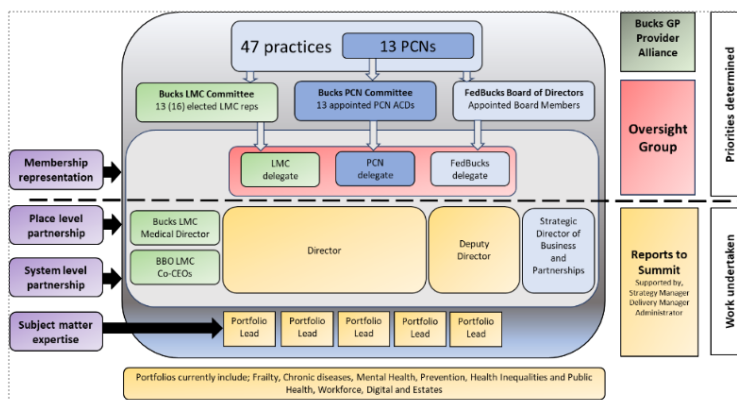 47 practices
13 PCNs
Bucks GP
Provider
Alliance
Priorities determined
Bucks LMC Committee
13 (16) elected LMC reps
Bucks PCN Committee
13 appointed PCN ACDs
FedBucks Board of Directors
Appointed Board Members
Oversight
Group
Membership
representation
LMC
delegate
PCN
delegate
FedBucks
delegate
Place level
partnership
Bucks LMC
Medical Director
Director
Deputy
Director
Strategic
Director of
Business
and
Partnerships
System level
partnership
BBO LMC
Co-CEOs
Reports to
Summit
Supported by,
Strategy Manager
Delivery Manager
Administrator
Work undertaken
Subject matter
expertise
Portfolio
Lead
Portfolio
Lead
Portfolio
Lead
Portfolio
Lead
Portfolio
Lead
Portfolios currently include; Frailty, Chronic diseases, Mental Health, Prevention, Health Inequalities and Public
Health, Workforce, Digital and Estates